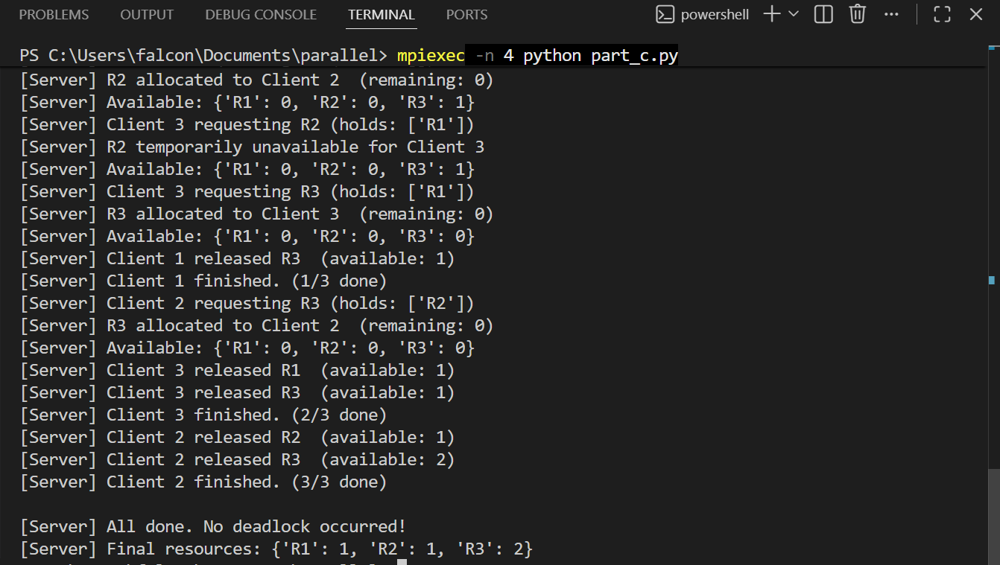 PROBLEMS OUTPUT DEBUG CONSOLE TERMINAL PORTS powershell
PS C:\Users\falcon\Documents\parallel> mpiexec -n 4 python part_c.py
[Server] R2 allocated to Client 2  (remaining: 0)
[Server] Available: {'R1': 0, 'R2': 0, 'R3': 1}
[Server] Client 3 requesting R2 (holds: ['R1'])
[Server] R2 temporarily unavailable for Client 3
[Server] Available: {'R1': 0, 'R2': 0, 'R3': 1}
[Server] Client 3 requesting R3 (holds: ['R1'])
[Server] R3 allocated to Client 3  (remaining: 0)
[Server] Available: {'R1': 0, 'R2': 0, 'R3': 0}
[Server] Client 1 released R3  (available: 1)
[Server] Client 1 finished. (1/3 done)
[Server] Client 2 requesting R3 (holds: ['R2'])
[Server] R3 allocated to Client 2  (remaining: 0)
[Server] Available: {'R1': 0, 'R2': 0, 'R3': 0}
[Server] Client 3 released R1  (available: 1)
[Server] Client 3 released R3  (available: 1)
[Server] Client 3 finished. (2/3 done)
[Server] Client 2 released R2  (available: 1)
[Server] Client 2 released R3  (available: 2)
[Server] Client 2 finished. (3/3 done)
[Server] All done. No deadlock occurred!
[Server] Final resources: {'R1': 1, 'R2': 1, 'R3': 2}